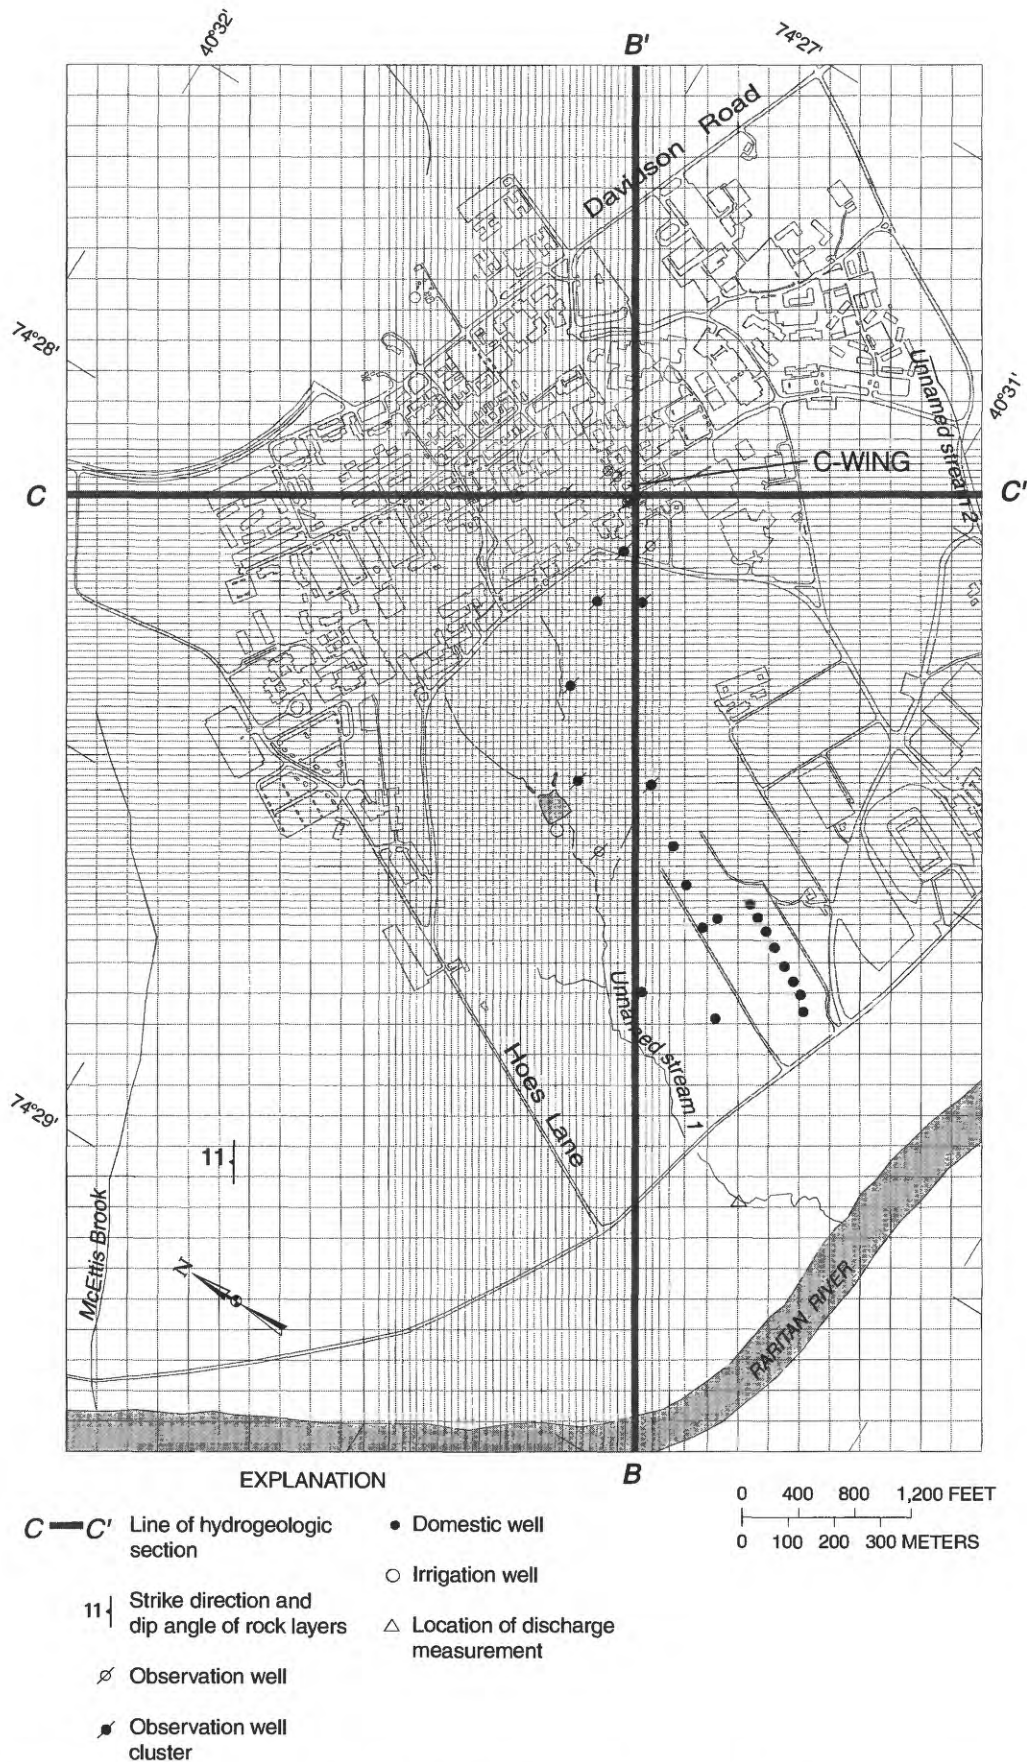 40°32'
B'
74°27'
Davidson Road
74°28'
Unnamed stream 2
40°31'
C-WING
C
C'
Unnamed stream 1
Hoes Lane
74°29'
11
McEttis Brook
N
RARITAN RIVER
B
EXPLANATION
0 400 800 1,200 FEET
0 100 200 300 METERS
C C' Line of hydrogeologic
section
11 Strike direction and
dip angle of rock layers
Observation well
Observation well
cluster
Domestic well
Irrigation well
Location of discharge
measurement